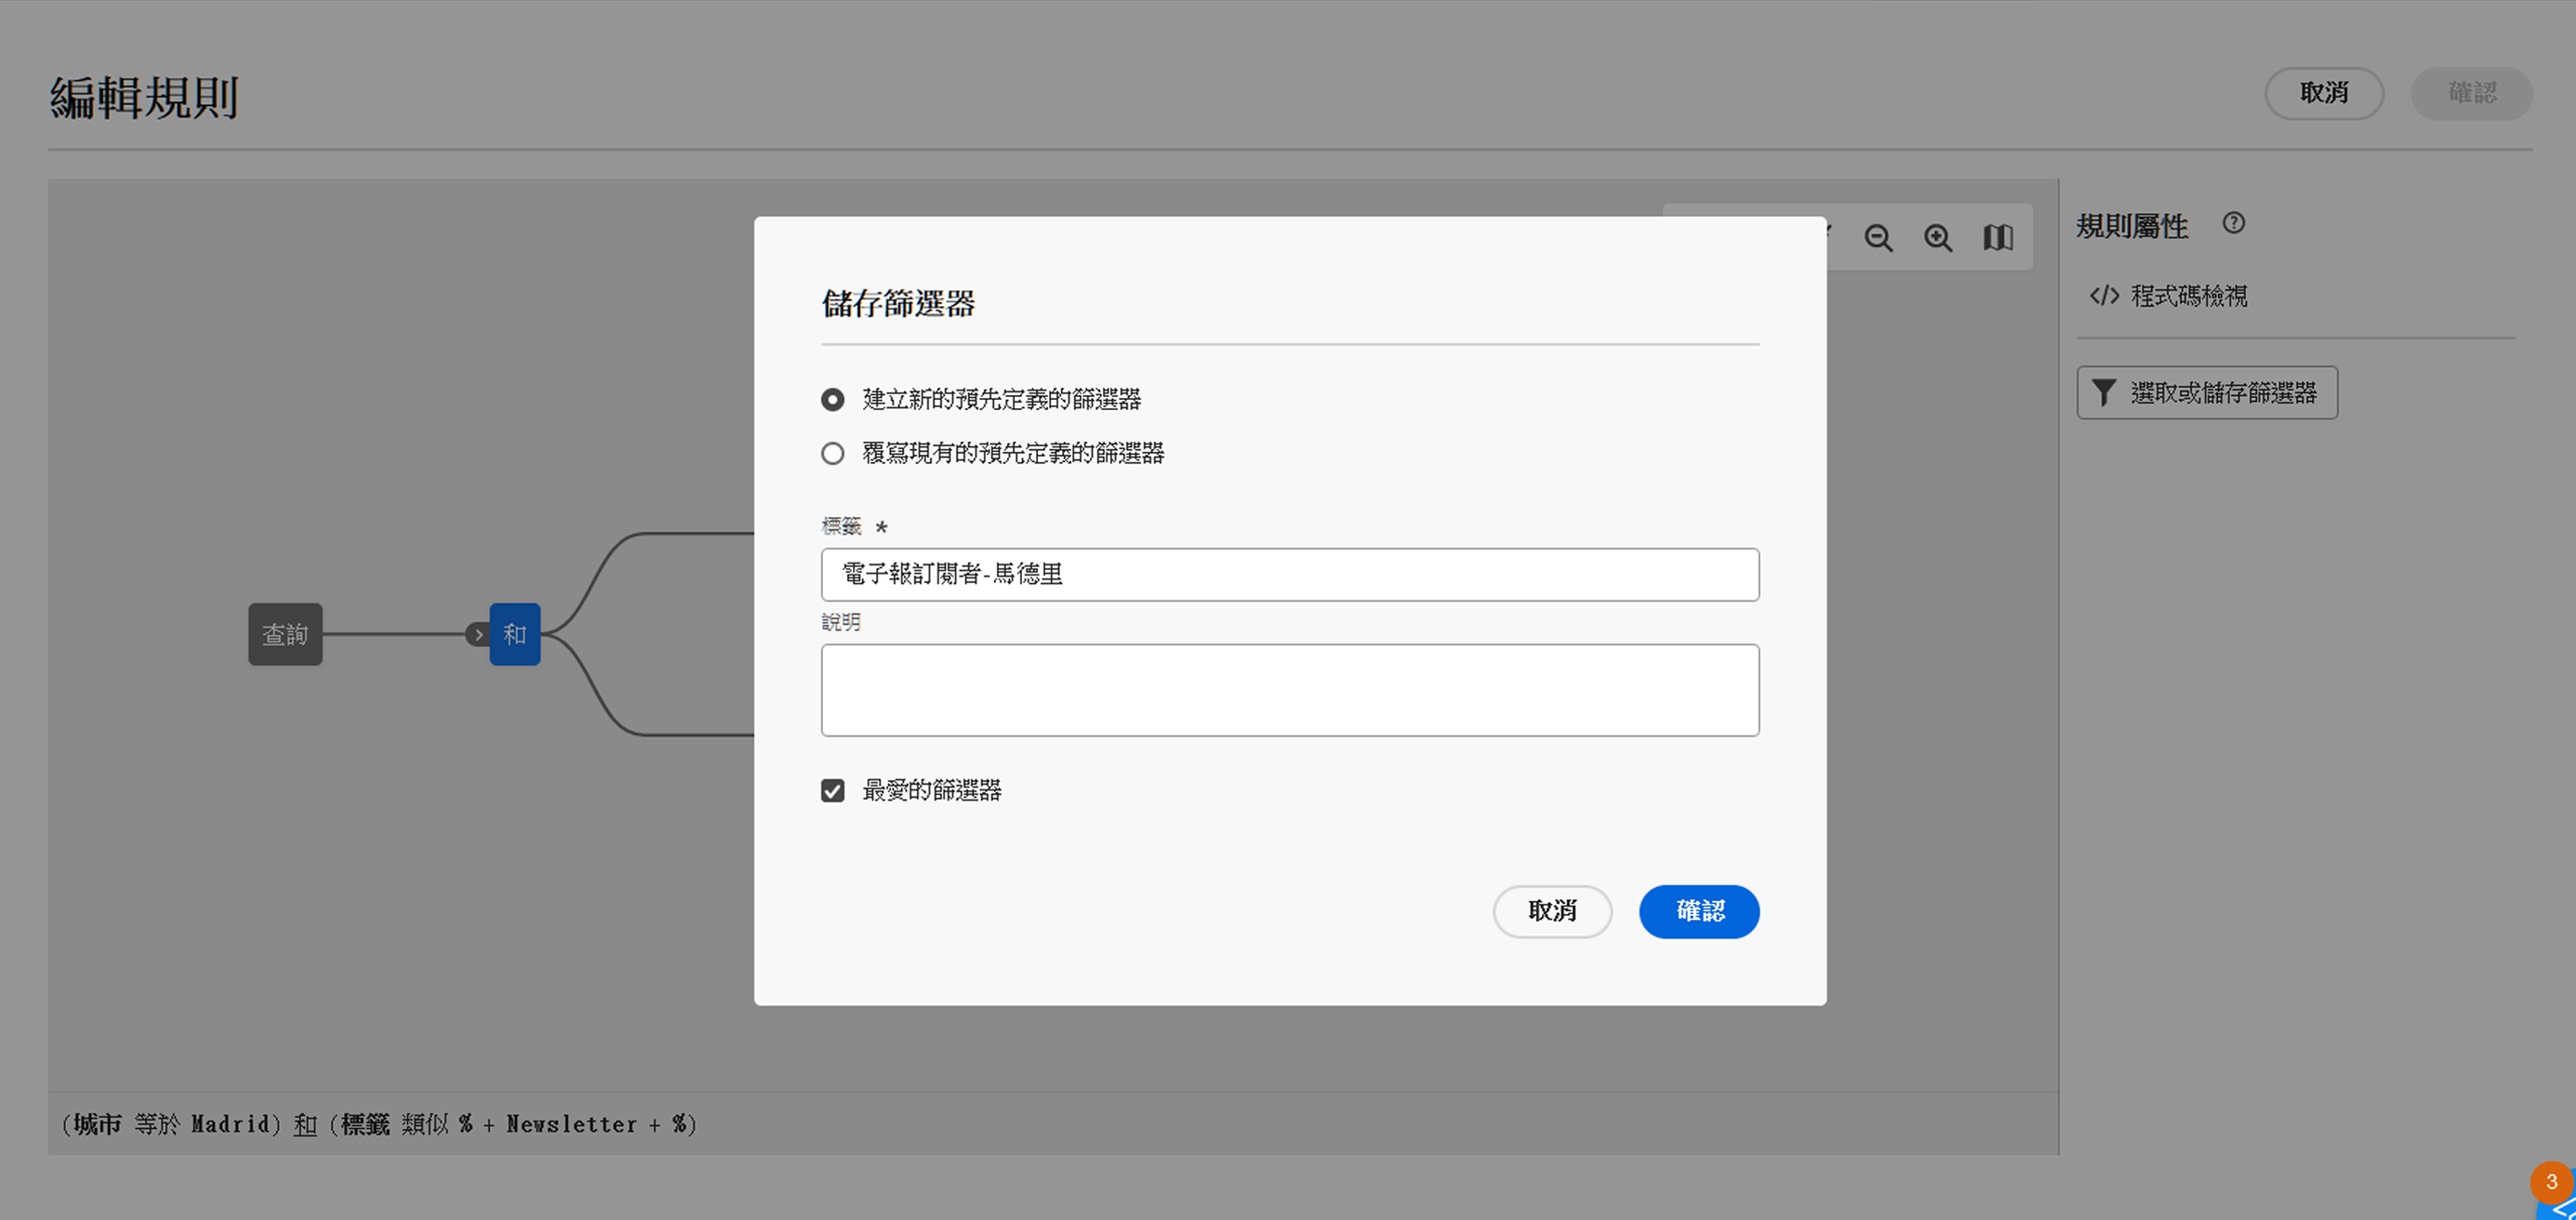 編輯規則
取消
確認
規則屬性
程式碼檢視
選取或儲存篩選器
儲存篩選器
建立新的預先定義的篩選器
覆寫現有的預先定義的篩選器
標籤 *
電子報訂閱者-馬德里
說明
最愛的篩選器
取消
確認
查詢
和
(城市 等於 Madrid) 和 (標籤 類似 % + Newsletter + %)
3